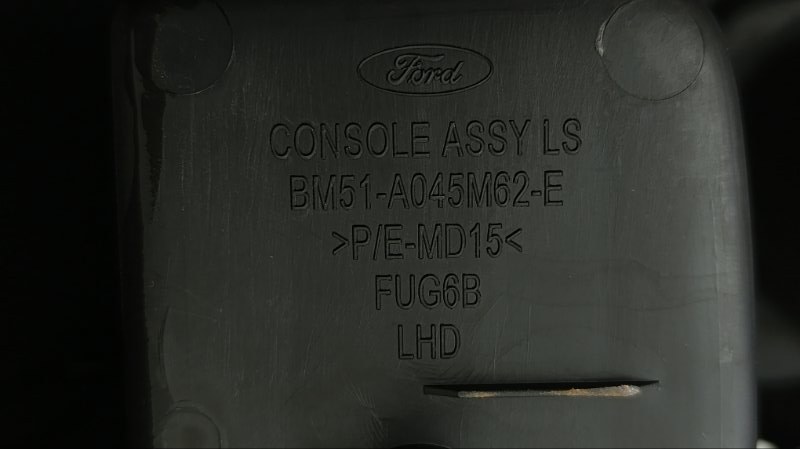 Ford
CONSOLE ASSY LS
BM51-A045M62-E
>P/E-MD15<
FUG6B
LHD